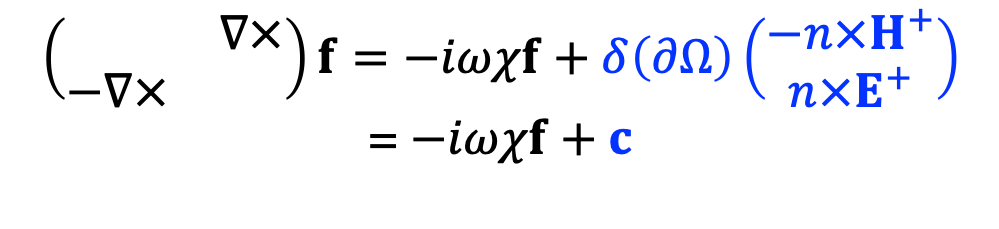 (      ∇×
−∇×      ) 𝐟 = −iωχ𝐟 + δ(∂Ω) (−n×𝐇⁺
n×𝐄⁺)
= −iωχ𝐟 + 𝐜